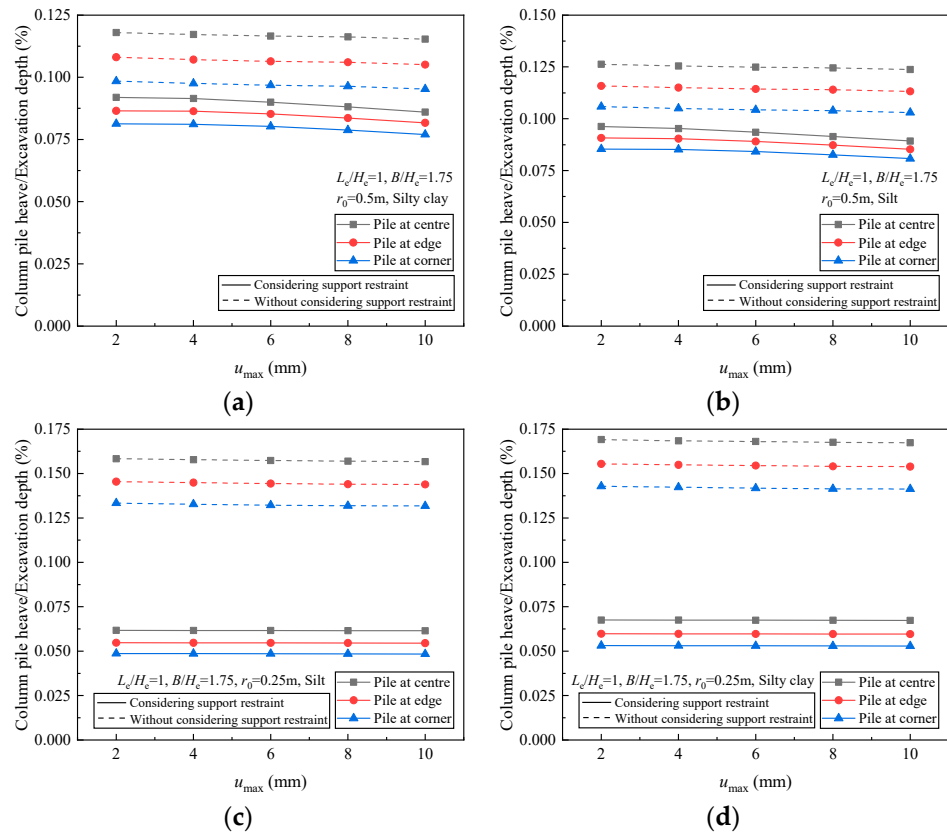 Column pile heave/Excavation depth (%)
0.125
0.100
0.075
0.050
0.025
0.000
Le/He=1, B/He=1.75
r0=0.5m, Silty clay
Pile at centre
Pile at edge
Pile at corner
Considering support restraint
Without considering support restraint
2 4 6 8 10
umax (mm)
(a)
Column pile heave/Excavation depth (%)
0.150
0.125
0.100
0.075
0.050
0.025
0.000
Le/He=1, B/He=1.75
r0=0.5m, Silt
Pile at centre
Pile at edge
Pile at corner
Considering support restraint
Without considering support restraint
2 4 6 8 10
umax (mm)
(b)
Column pile heave/Excavation depth (%)
0.175
0.150
0.125
0.100
0.075
0.050
0.025
0.000
Le/He=1, B/He=1.75, r0=0.25m, Silt
Considering support restraint
Without considering support restraint
Pile at centre
Pile at edge
Pile at corner
2 4 6 8 10
umax (mm)
(c)
Column pile heave/Excavation depth (%)
0.175
0.150
0.125
0.100
0.075
0.050
0.025
0.000
Le/He=1, B/He=1.75, r0=0.25m, Silty clay
Considering support restraint
Without considering support restraint
Pile at centre
Pile at edge
Pile at corner
2 4 6 8 10
umax (mm)
(d)